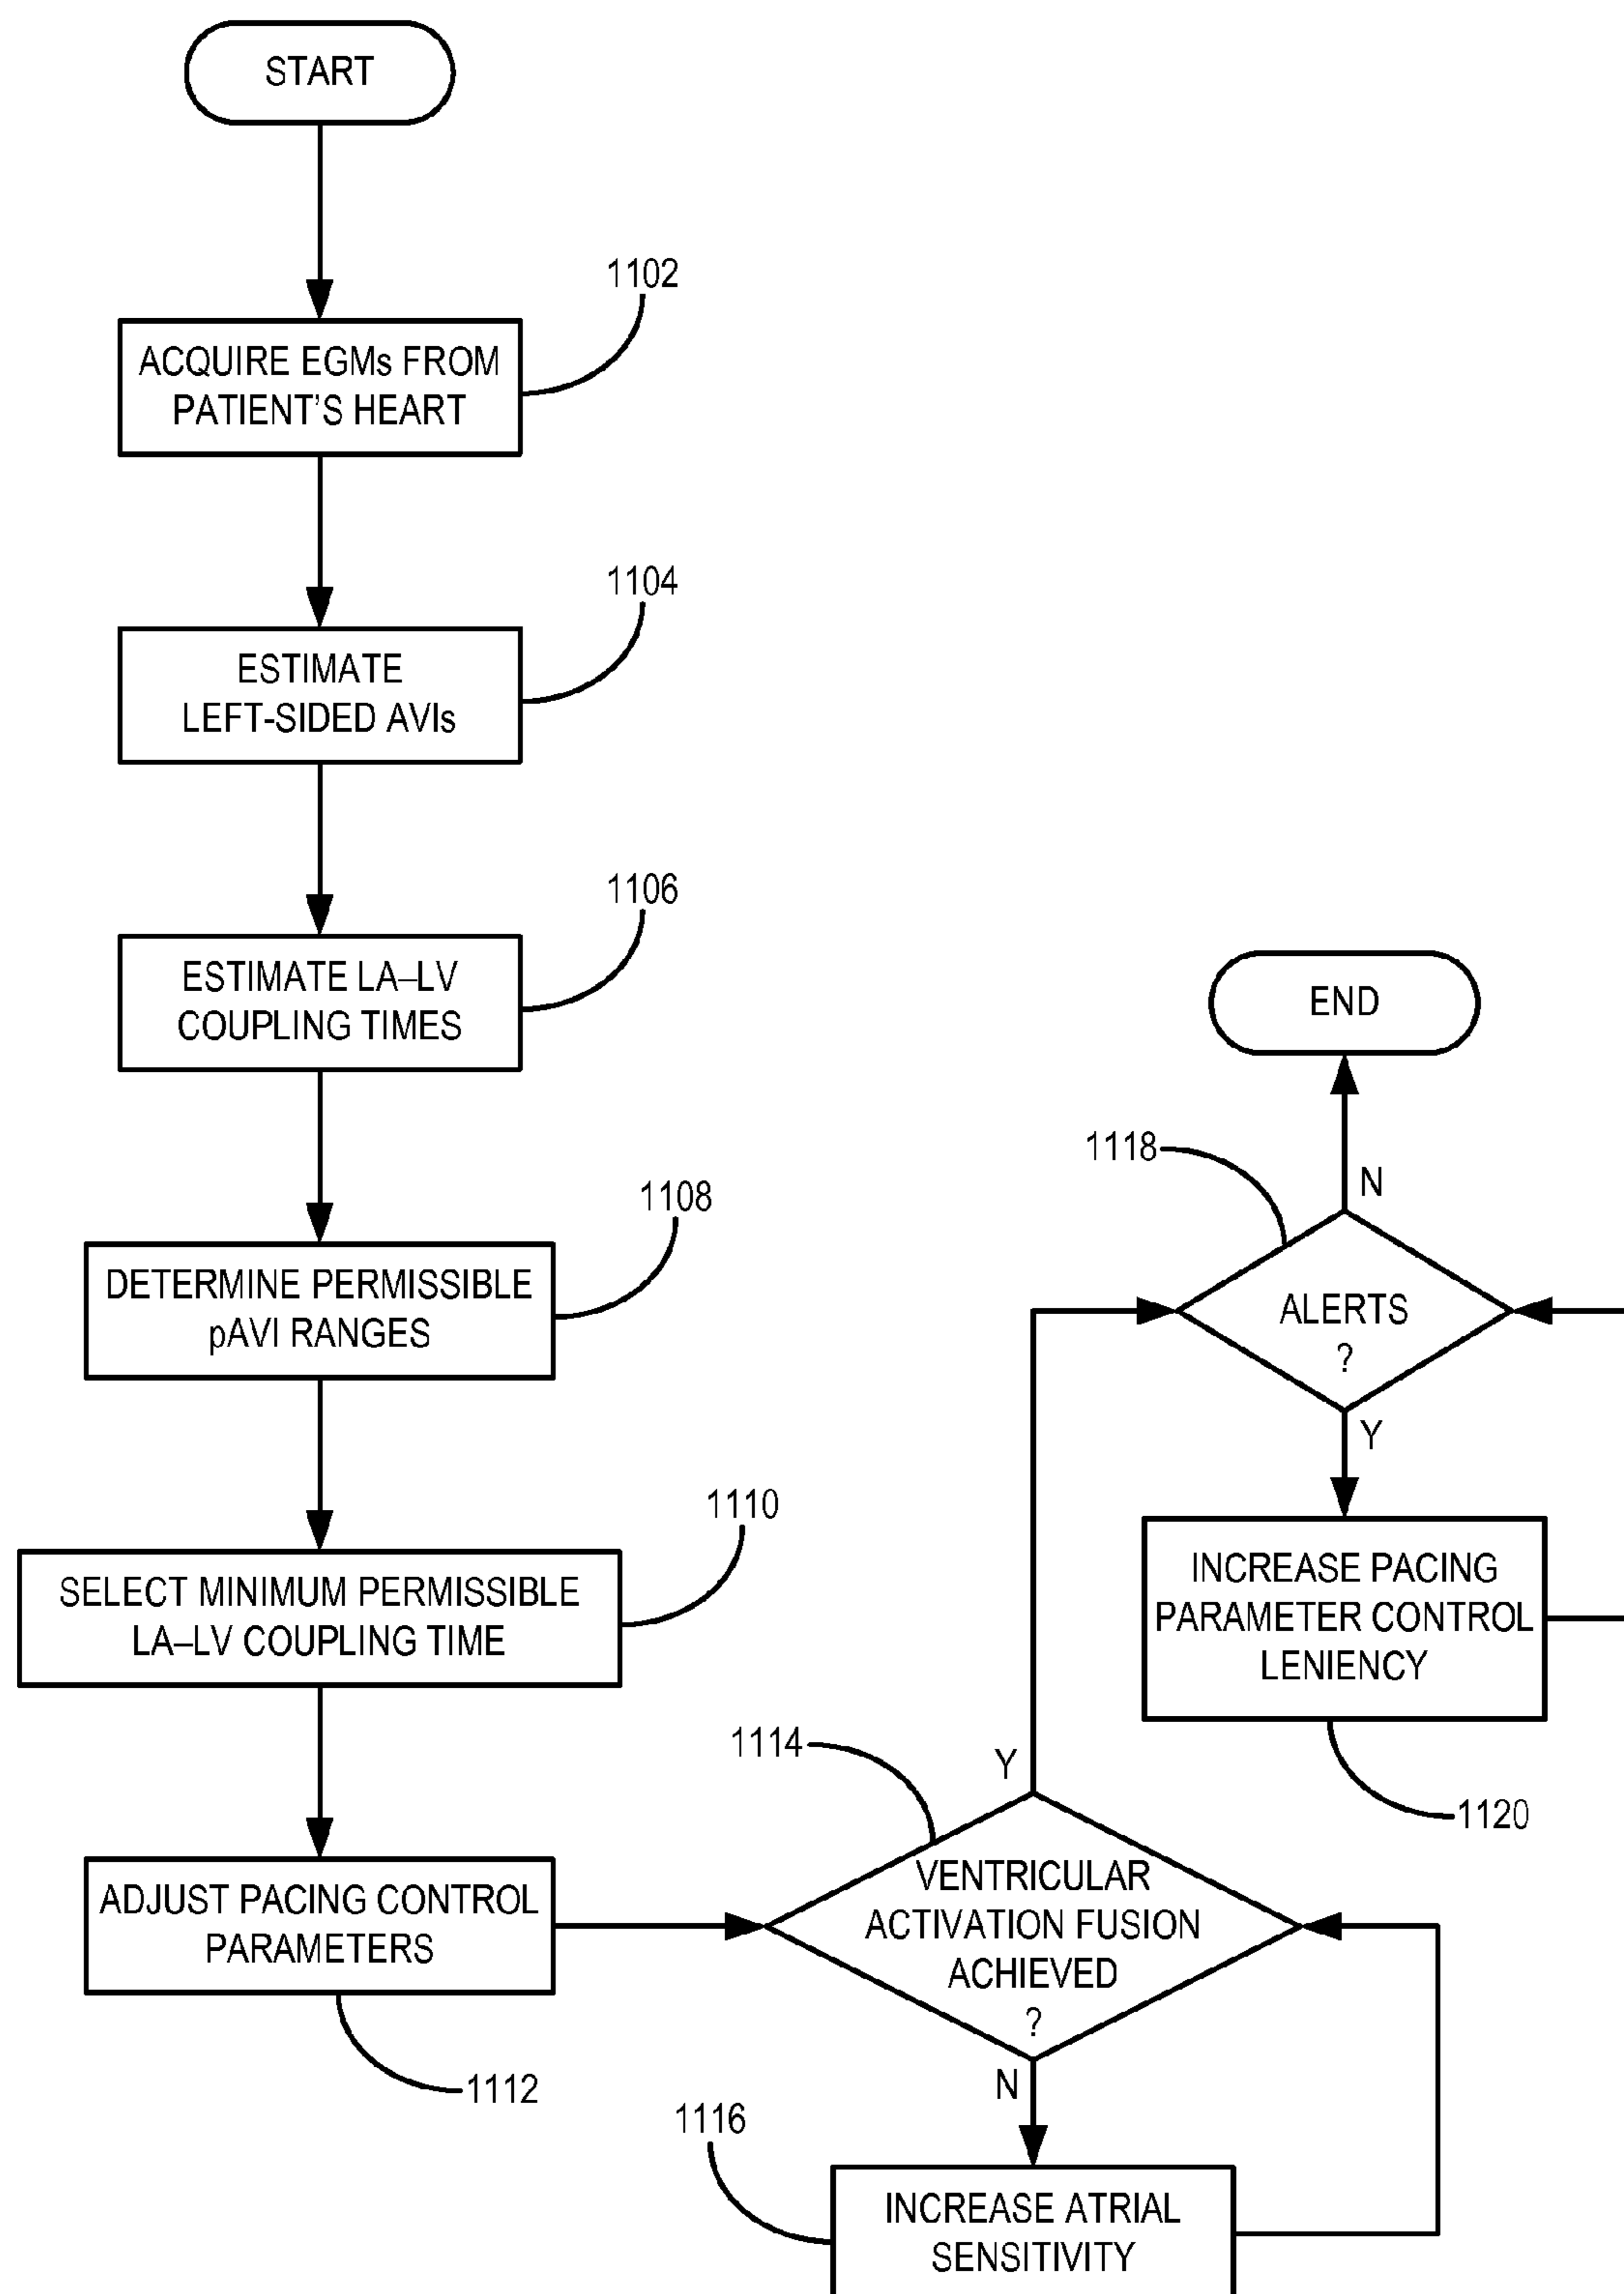 START
1102
ACQUIRE EGMs FROM
PATIENT'S HEART
1104
ESTIMATE
LEFT-SIDED AVIs
1106
ESTIMATE LA–LV
COUPLING TIMES
1108
DETERMINE PERMISSIBLE
pAVI RANGES
1110
SELECT MINIMUM PERMISSIBLE
LA–LV COUPLING TIME
ADJUST PACING CONTROL
PARAMETERS
1112
1114
VENTRICULAR
ACTIVATION FUSION
ACHIEVED
?
Y
N
1116
INCREASE ATRIAL
SENSITIVITY
END
1118
N
ALERTS
?
Y
INCREASE PACING
PARAMETER CONTROL
LENIENCY
1120